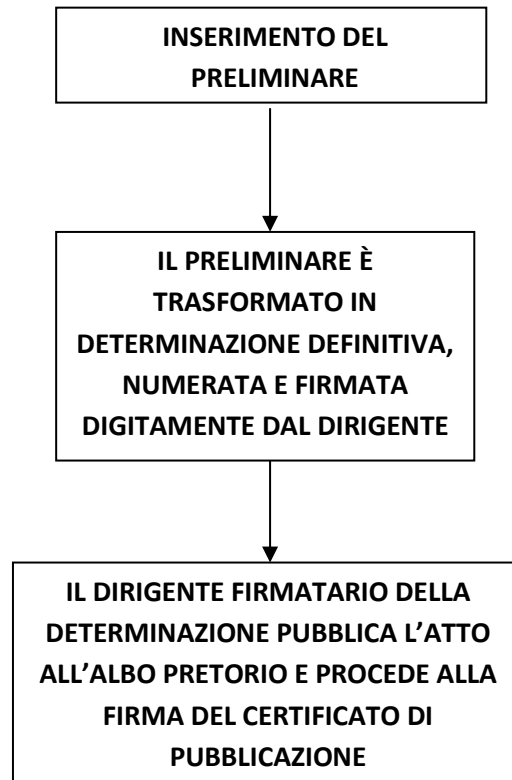 INSERIMENTO DEL
PRELIMINARE
IL PRELIMINARE È
TRASFORMATO IN
DETERMINAZIONE DEFINITIVA,
NUMERATA E FIRMATA
DIGITAMENTE DAL DIRIGENTE
IL DIRIGENTE FIRMATARIO DELLA
DETERMINAZIONE PUBBLICA L’ATTO
ALL’ALBO PRETORIO E PROCEDE ALLA
FIRMA DEL CERTIFICATO DI
PUBBLICAZIONE